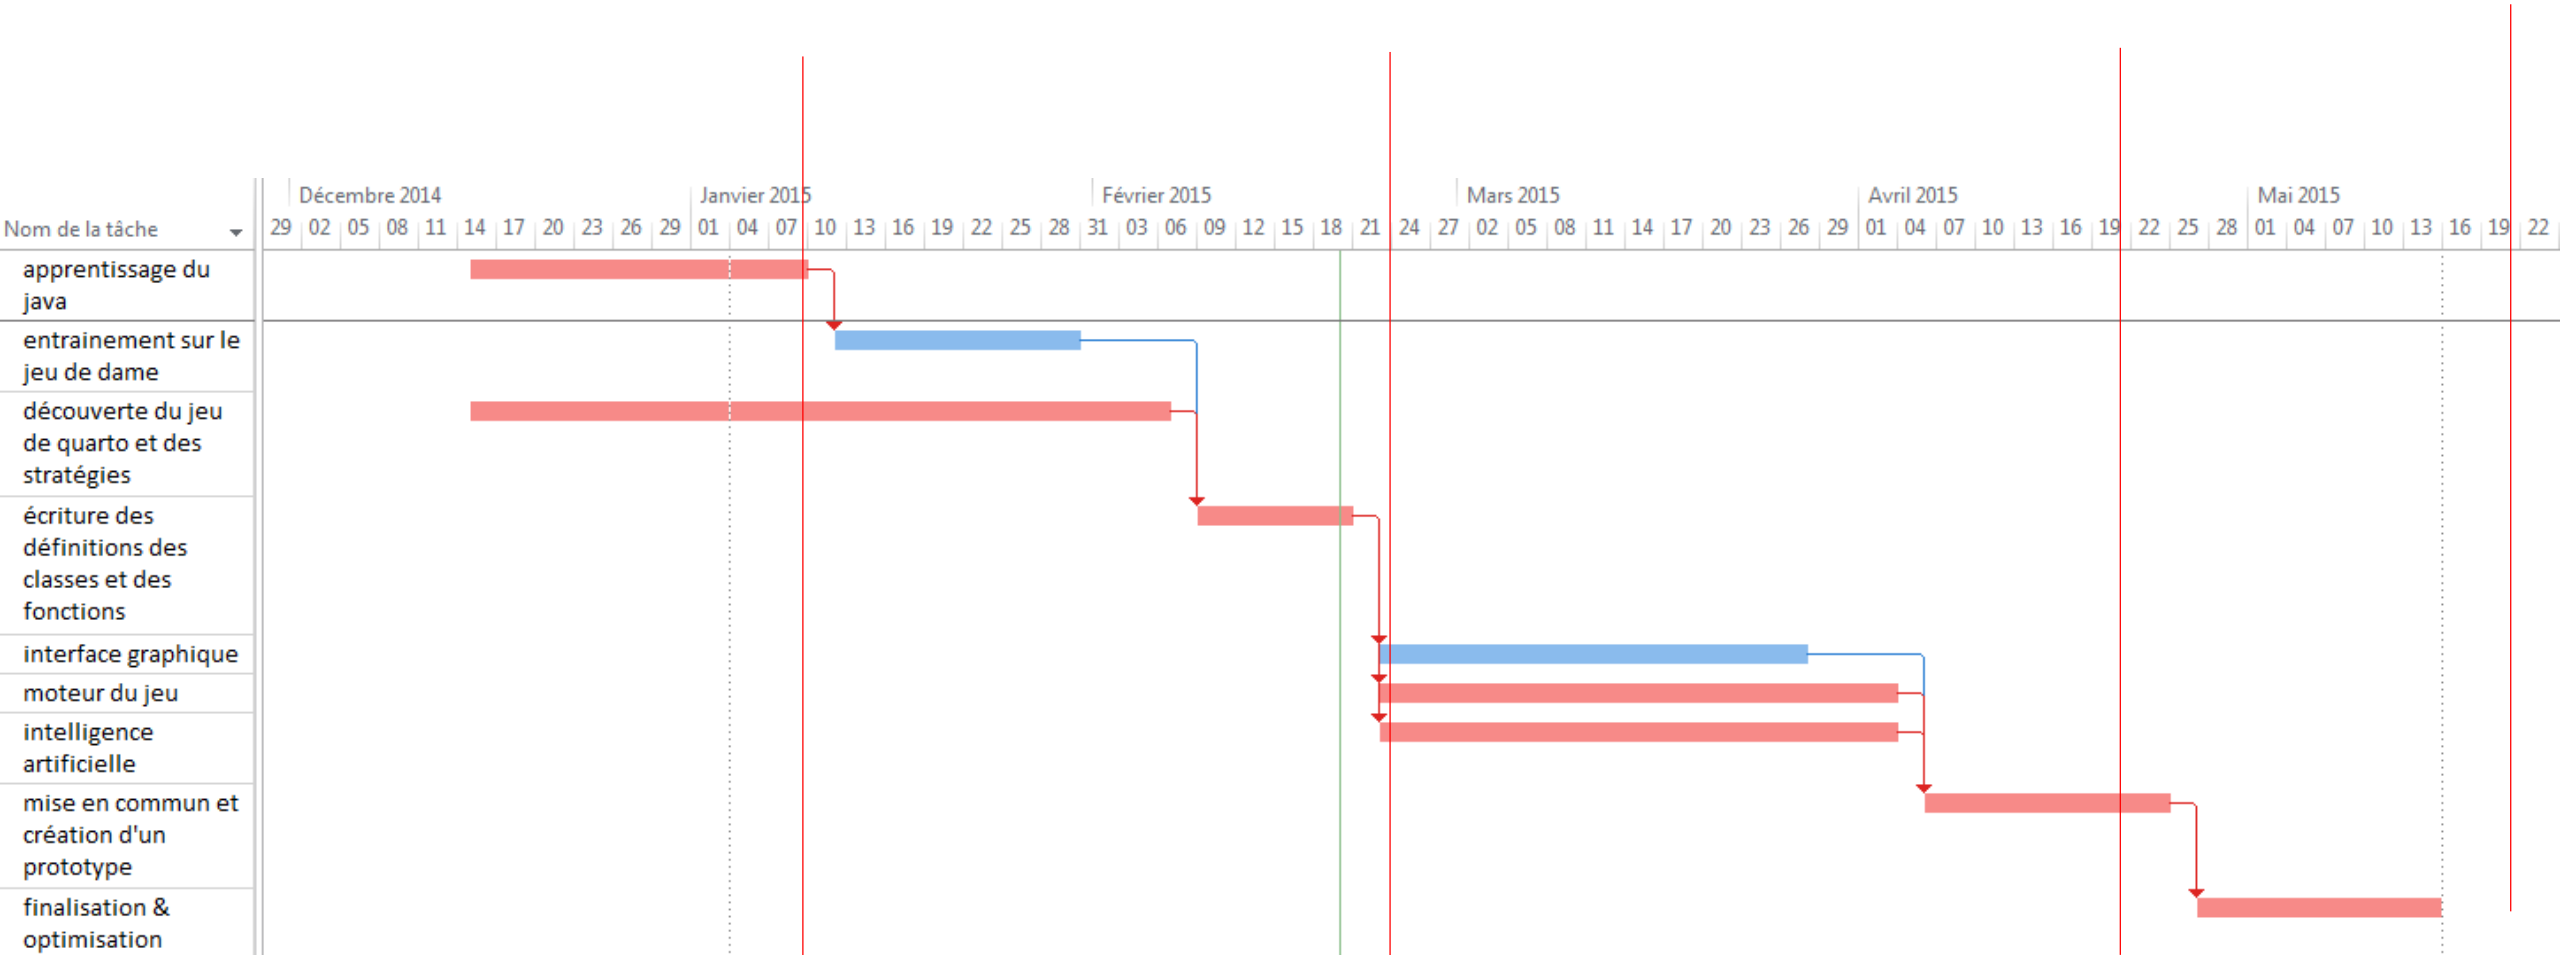 Décembre 2014 Janvier 2015 Février 2015 Mars 2015 Avril 2015 Mai 2015
Nom de la tâche 29 02 05 08 11 14 17 20 23 26 29 01 04 07 10 13 16 19 22 25 28 31 03 06 09 12 15 18 21 24 27 02 05 08 11 14 17 20 23 26 29 01 04 07 10 13 16 19 22 25 28 01 04 07 10 13 16 19 22
apprentissage du
java
entrainement sur le
jeu de dame
découverte du jeu
de quarto et des
stratégies
écriture des
définitions des
classes et des
fonctions
interface graphique
moteur du jeu
intelligence
artificielle
mise en commun et
création d'un
prototype
finalisation &
optimisation